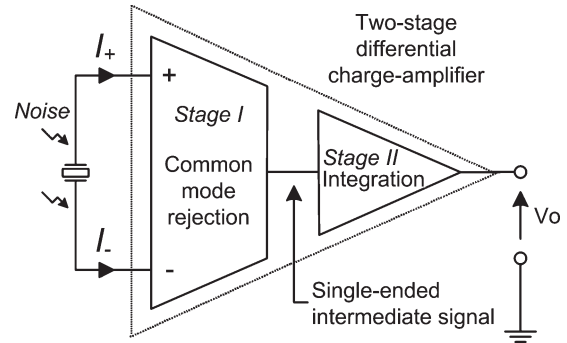 Two-stage
differential
charge-amplifier
I+
+
Noise
Stage I
Common
mode
rejection
Stage II
Integration
Vo
I-
-
Single-ended
intermediate signal